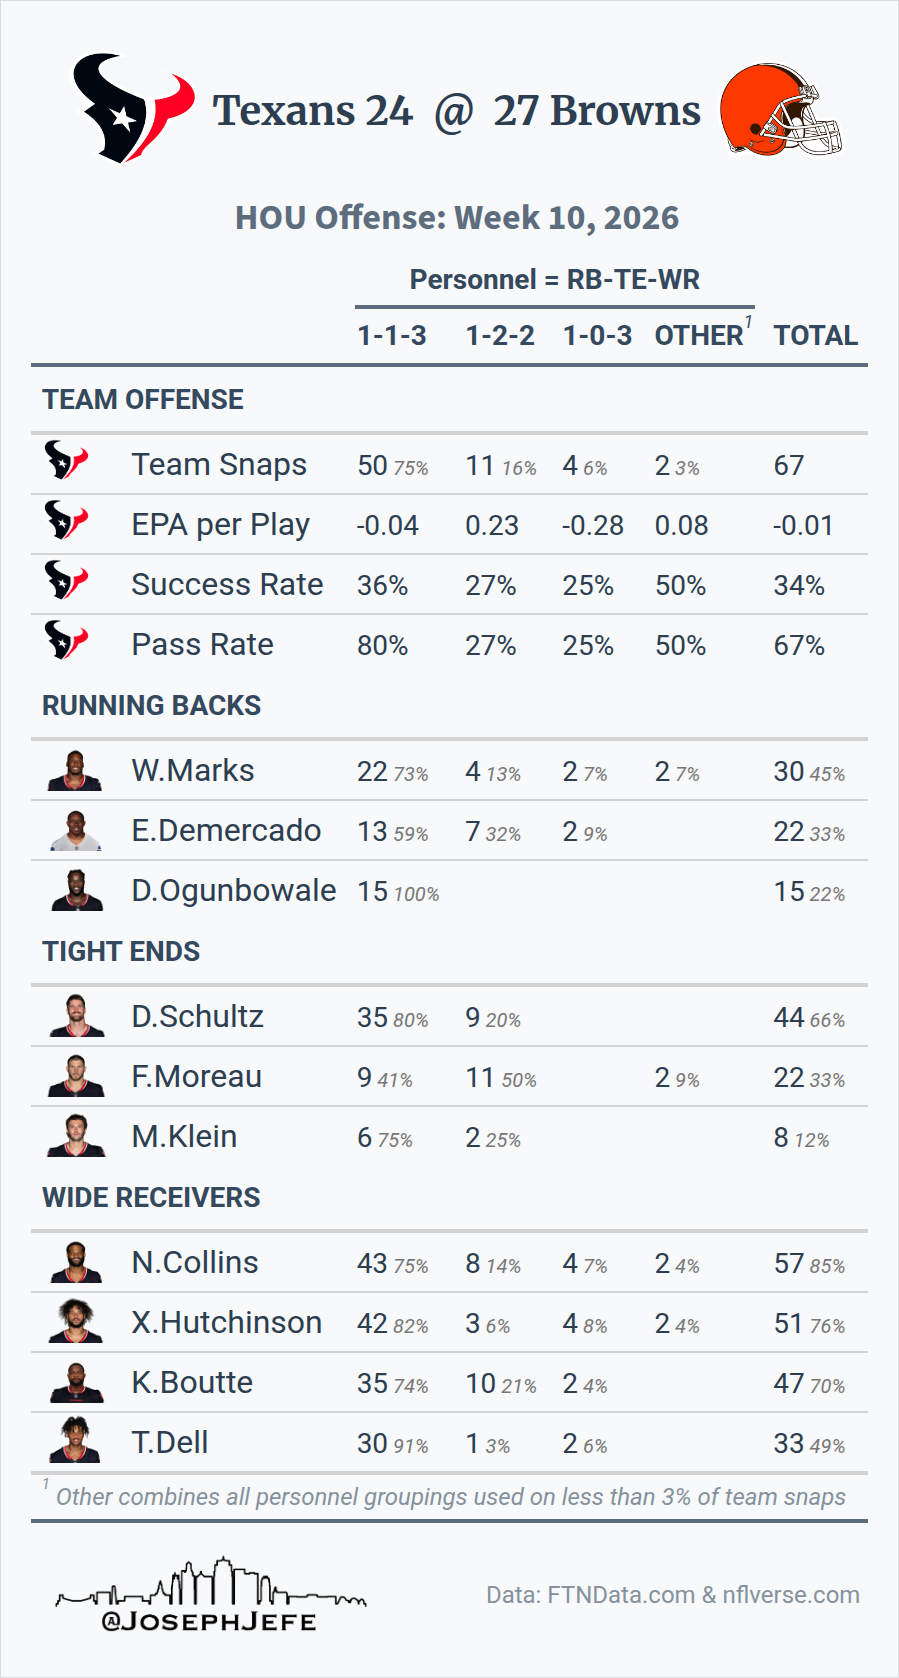 Texans 24 @ 27 Browns
HOU Offense: Week 10, 2026
Personnel = RB-TE-WR
1-1-3 1-2-2 1-0-3 OTHER1 TOTAL
TEAM OFFENSE
Team Snaps 50 75% 11 16% 4 6% 2 3% 67
EPA per Play -0.04 0.23 -0.28 0.08 -0.01
Success Rate 36% 27% 25% 50% 34%
Pass Rate 80% 27% 25% 50% 67%
RUNNING BACKS
W.Marks 22 73% 4 13% 2 7% 2 7% 30 45%
E.Demercado 13 59% 7 32% 2 9% 22 33%
D.Ogunbowale 15 100% 15 22%
TIGHT ENDS
D.Schultz 35 80% 9 20% 44 66%
F.Moreau 9 41% 11 50% 2 9% 22 33%
M.Klein 6 75% 2 25% 8 12%
WIDE RECEIVERS
N.Collins 43 75% 8 14% 4 7% 2 4% 57 85%
X.Hutchinson 42 82% 3 6% 4 8% 2 4% 51 76%
K.Boutte 35 74% 10 21% 2 4% 47 70%
T.Dell 30 91% 1 3% 2 6% 33 49%
1 Other combines all personnel groupings used on less than 3% of team snaps
@JosephJefe
Data: FTNData.com & nflverse.com